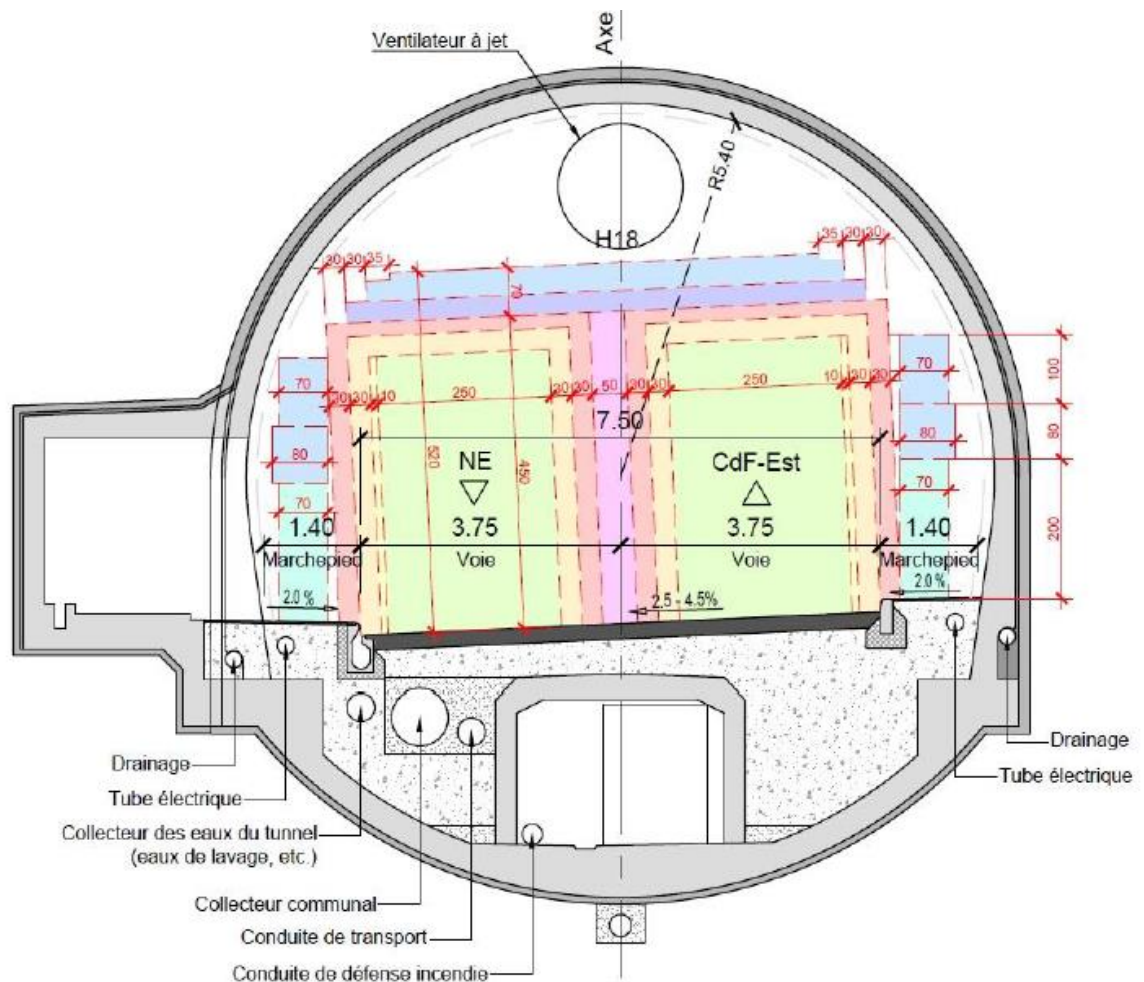 Axe
Ventilateur à jet
R5.40
H18
35 30 30
30 30 35
70
70
70
100
30 30 10 250 30 30 50 30 30 250 10 30 30
7.50
80
80
80
520
450
NE
CdF-Est
70
70
200
1.40
3.75
3.75
1.40
Marchepied
Voie
Voie
Marchepied
2.0 %
2.5 - 4.5%
2.0 %
Drainage
Drainage
Tube électrique
Tube électrique
Collecteur des eaux du tunnel
(eaux de lavage, etc.)
Collecteur communal
Conduite de transport
Conduite de défense incendie